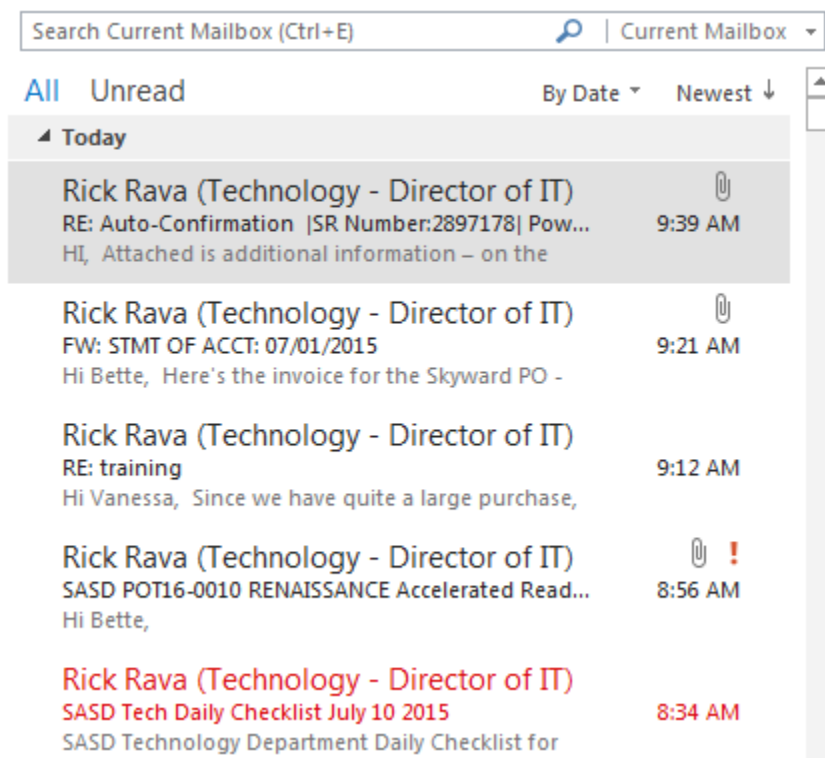 Search Current Mailbox (Ctrl+E) Current Mailbox
All Unread By Date Newest
Today
Rick Rava (Technology - Director of IT)
RE: Auto-Confirmation |SR Number:2897178| Pow... 9:39 AM
HI, Attached is additional information – on the
Rick Rava (Technology - Director of IT)
FW: STMT OF ACCT: 07/01/2015 9:21 AM
Hi Bette, Here's the invoice for the Skyward PO -
Rick Rava (Technology - Director of IT)
RE: training 9:12 AM
Hi Vanessa, Since we have quite a large purchase,
Rick Rava (Technology - Director of IT)
SASD POT16-0010 RENAISSANCE Accelerated Read... 8:56 AM
Hi Bette,
Rick Rava (Technology - Director of IT)
SASD Tech Daily Checklist July 10 2015 8:34 AM
SASD Technology Department Daily Checklist for